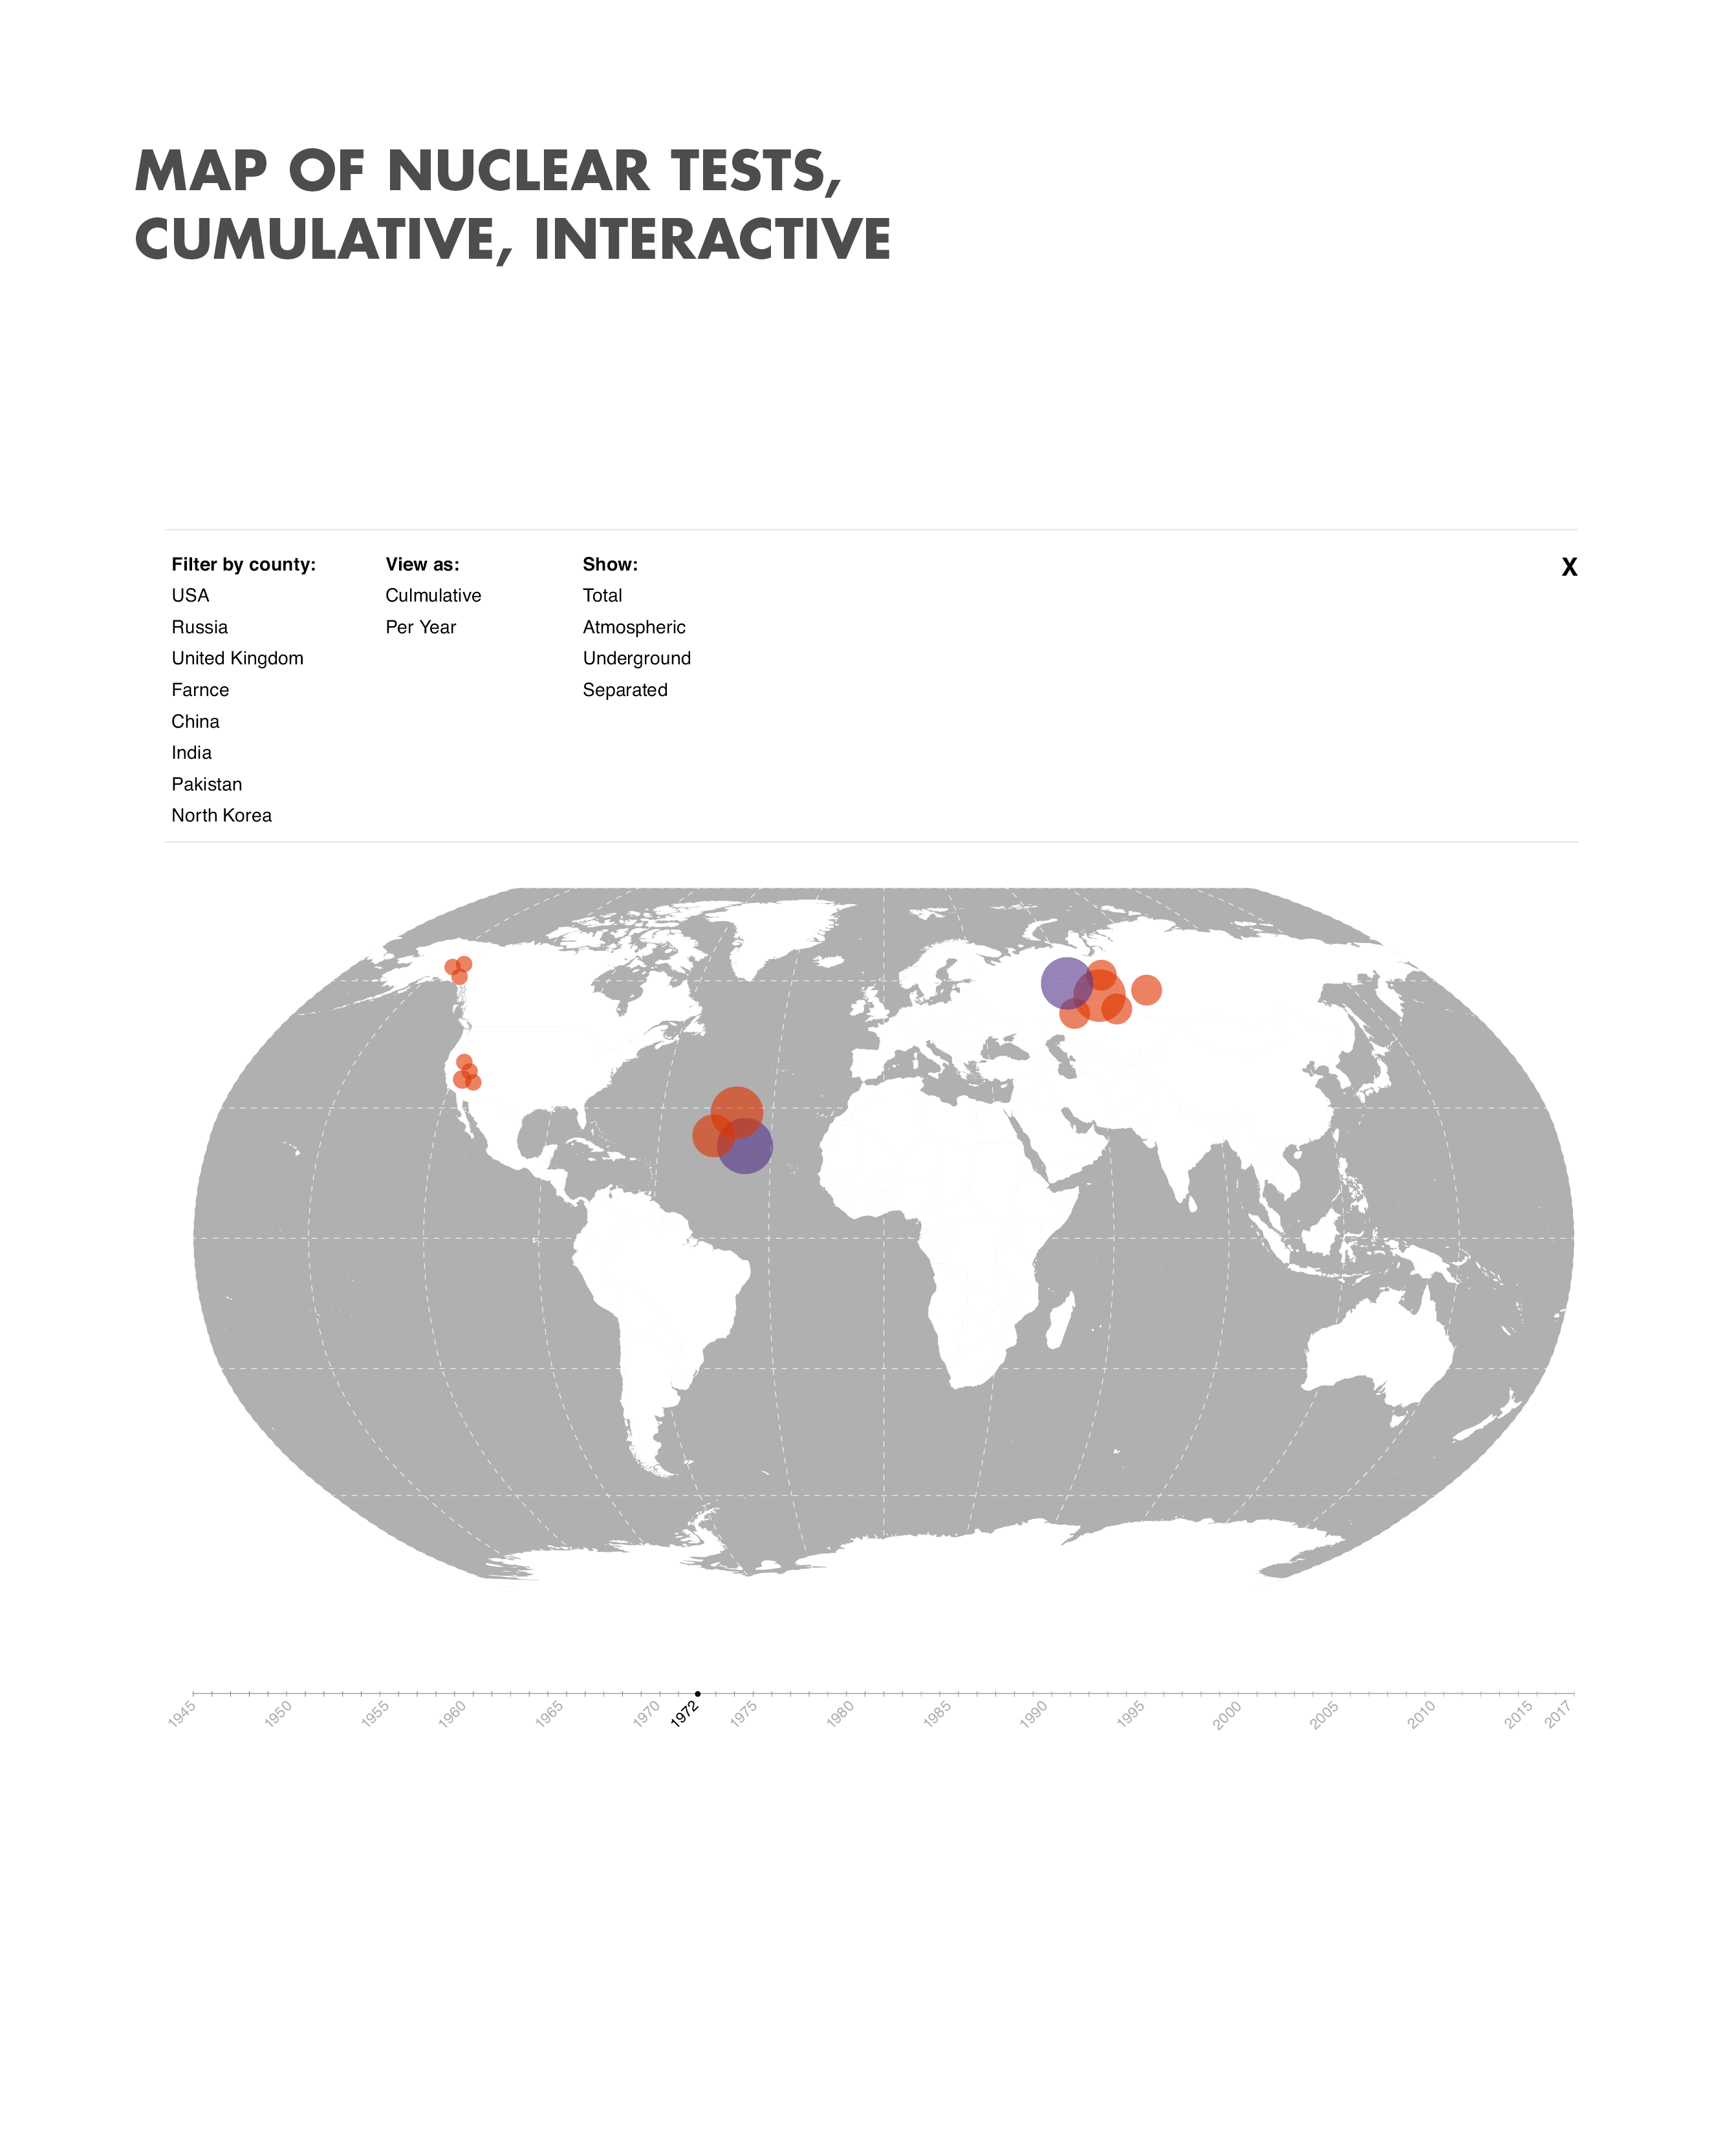 MAP OF NUCLEAR TESTS,
CUMULATIVE, INTERACTIVE
Filter by county:
USA
Russia
United Kingdom
Farnce
China
India
Pakistan
North Korea
View as:
Culmulative
Per Year
Show:
Total
Atmospheric
Underground
Separated
X
1945
1950
1955
1960
1965
1970
1972
1975
1980
1985
1990
1995
2000
2005
2010
2015
2017